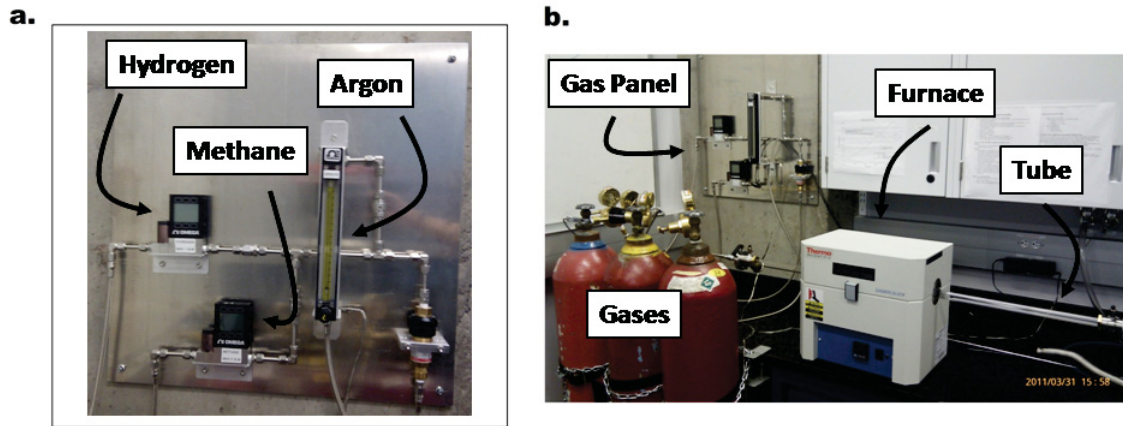 a.
Hydrogen
Argon
Methane
OMEGA
OMEGA
b.
Gas Panel
Furnace
Tube
Gases
Thermo
2011/03/31 15:58